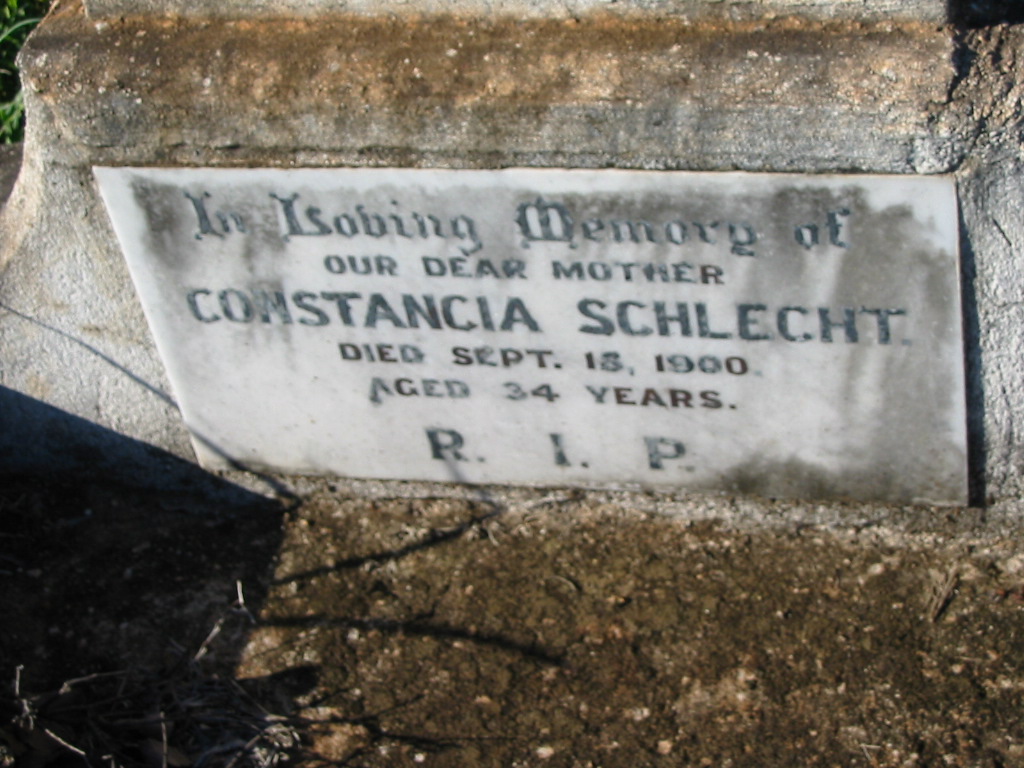 In Loving Memory of
OUR DEAR MOTHER
CONSTANCIA SCHLECHT.
DIED SEPT. 18, 1900.
AGED 34 YEARS.
R. I. P.